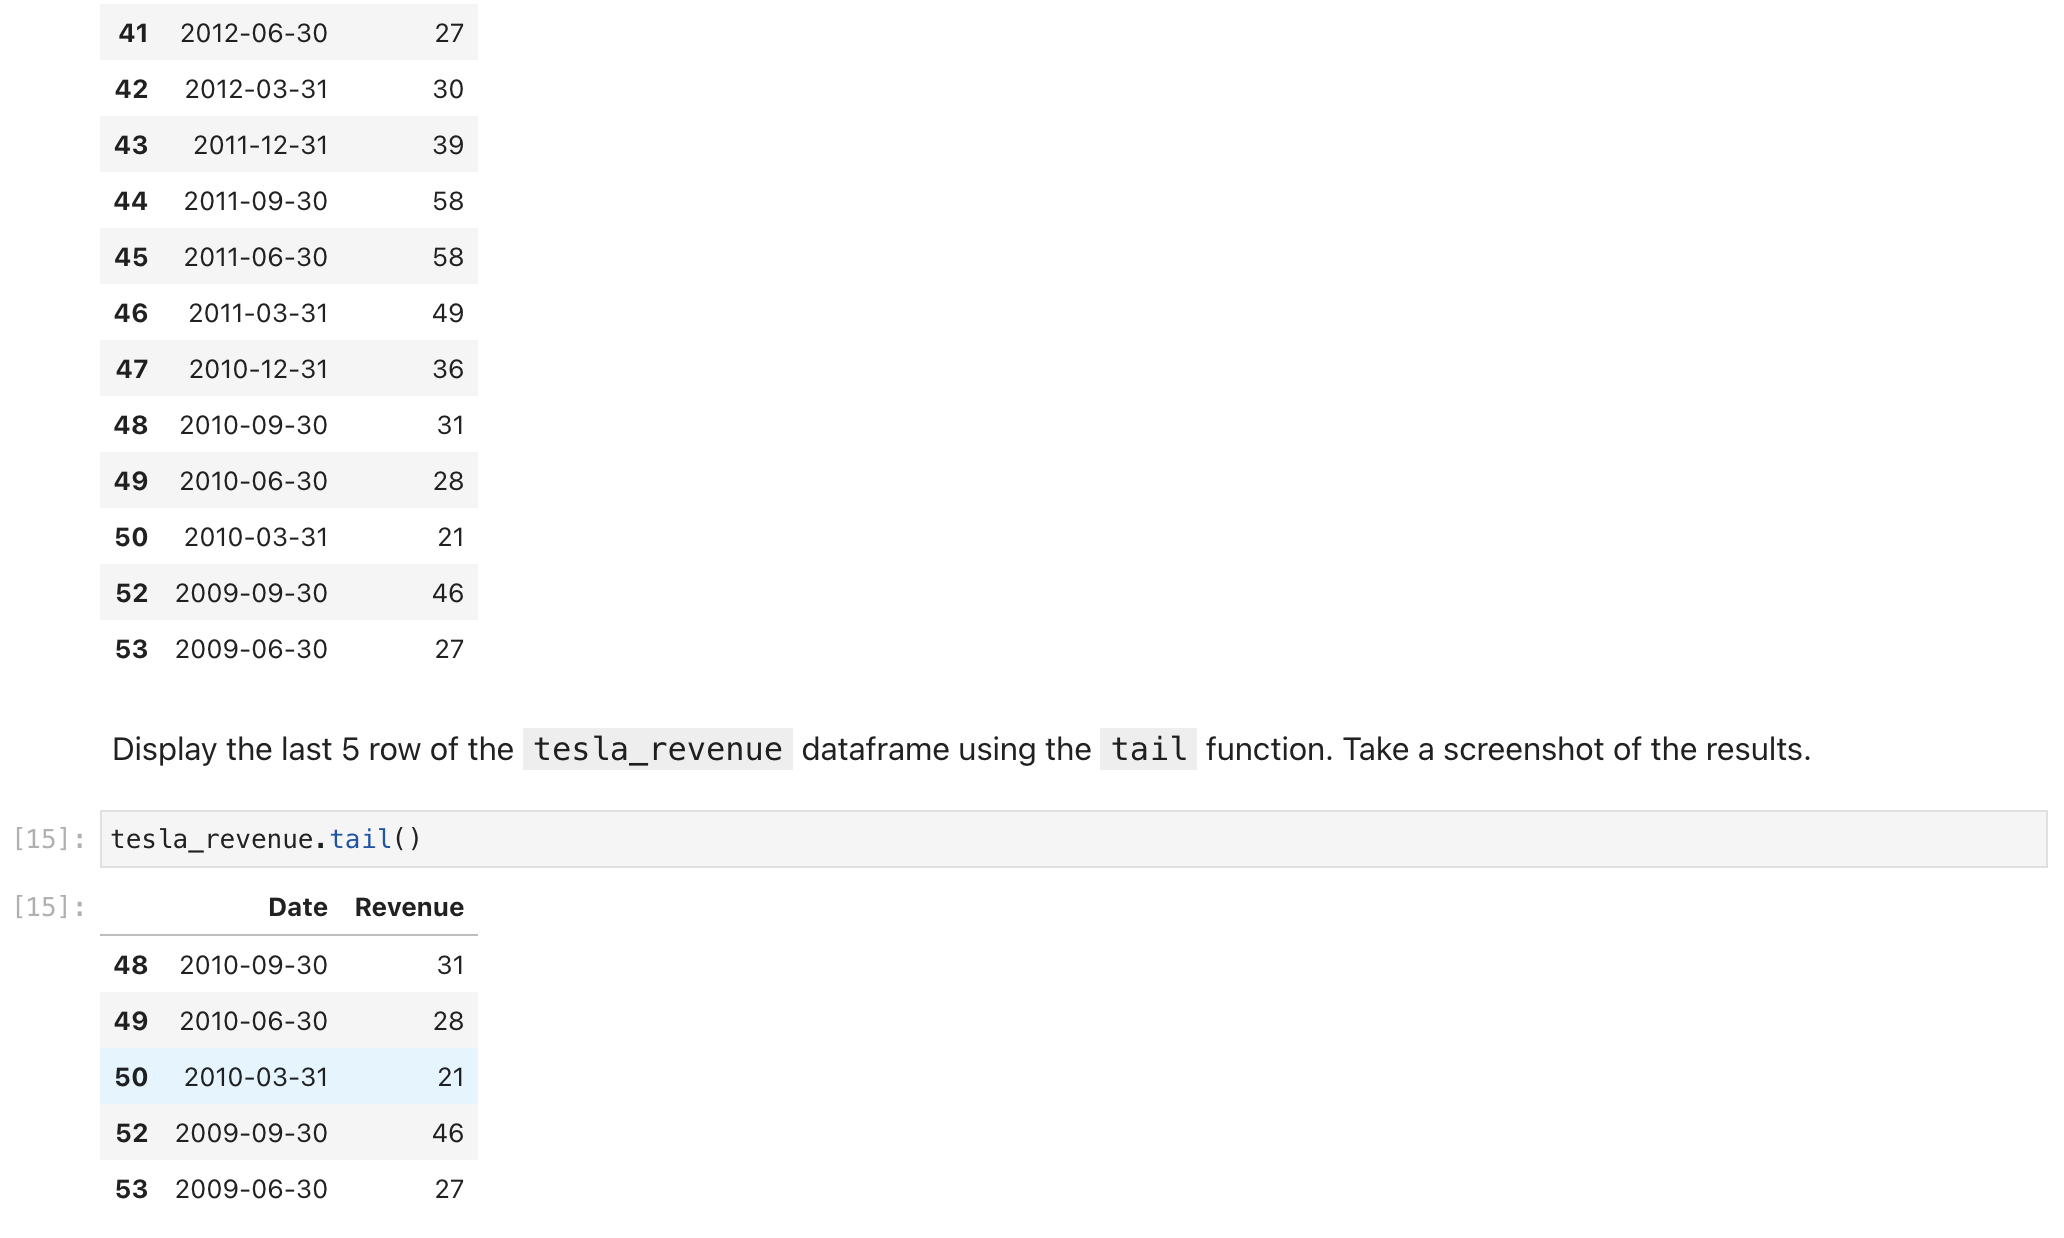 41 2012-06-30 27
42 2012-03-31 30
43 2011-12-31 39
44 2011-09-30 58
45 2011-06-30 58
46 2011-03-31 49
47 2010-12-31 36
48 2010-09-30 31
49 2010-06-30 28
50 2010-03-31 21
52 2009-09-30 46
53 2009-06-30 27
Display the last 5 row of the tesla_revenue dataframe using the tail function. Take a screenshot of the results.
[15]: tesla_revenue.tail()
[15]: Date Revenue
48 2010-09-30 31
49 2010-06-30 28
50 2010-03-31 21
52 2009-09-30 46
53 2009-06-30 27